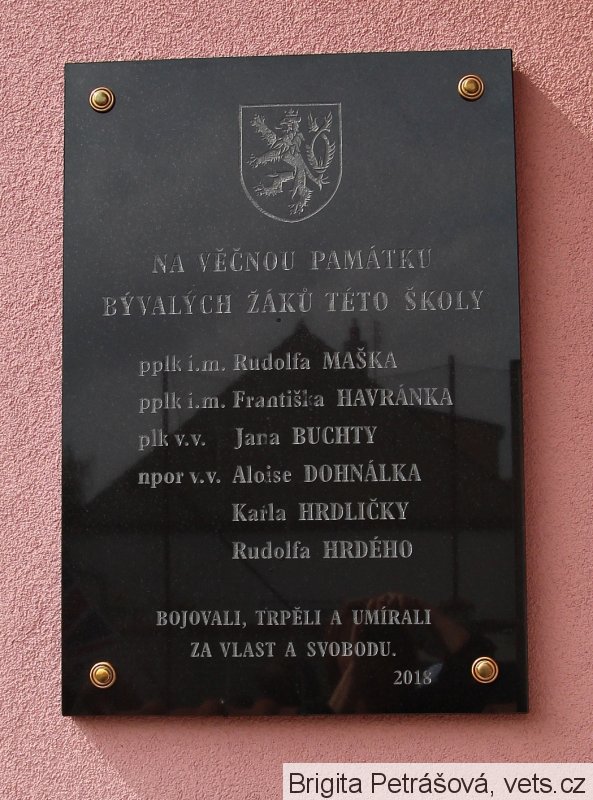 NA VĚČNOU PAMÁTKU
BÝVALÝCH ŽÁKŮ TÉTO ŠKOLY
pplk i.m. Rudolfa MAŠKA
pplk i.m. Františka HAVRÁNKA
plk v.v. Jana BUCHTY
npor v.v. Aloise DOHNÁLKA
Karla HRDLIČKY
Rudolfa HRDÉHO
BOJOVALI, TRPĚLI A UMÍRALI
ZA VLAST A SVOBODU.
2018
Brigita Petrášová, vets.cz